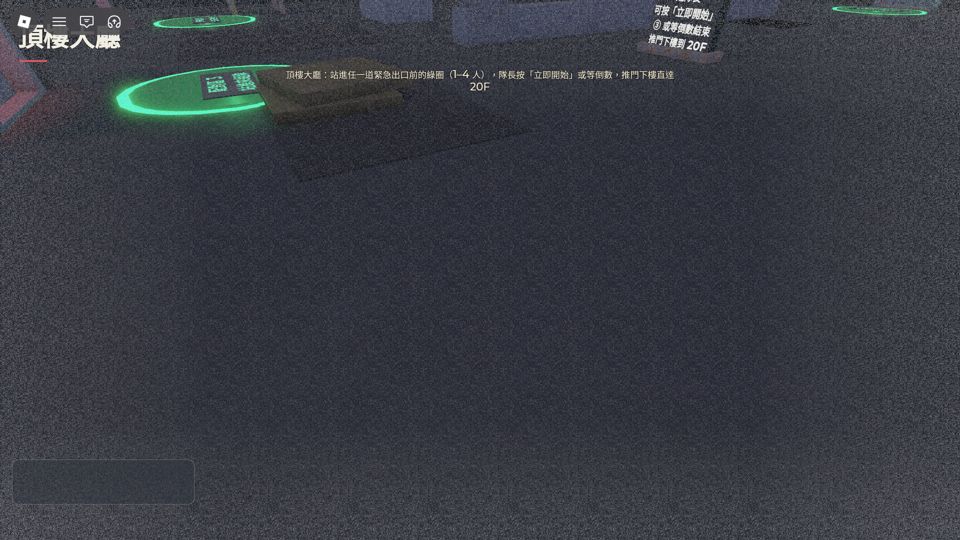 頂樓大廳
頂樓大廳：站進任一道緊急出口前的綠圈（1–4 人），隊長按「立即開始」或等倒數，推門下樓直達
20F
可按「立即開始」
③ 或等倒數結束
推門下樓到 20F